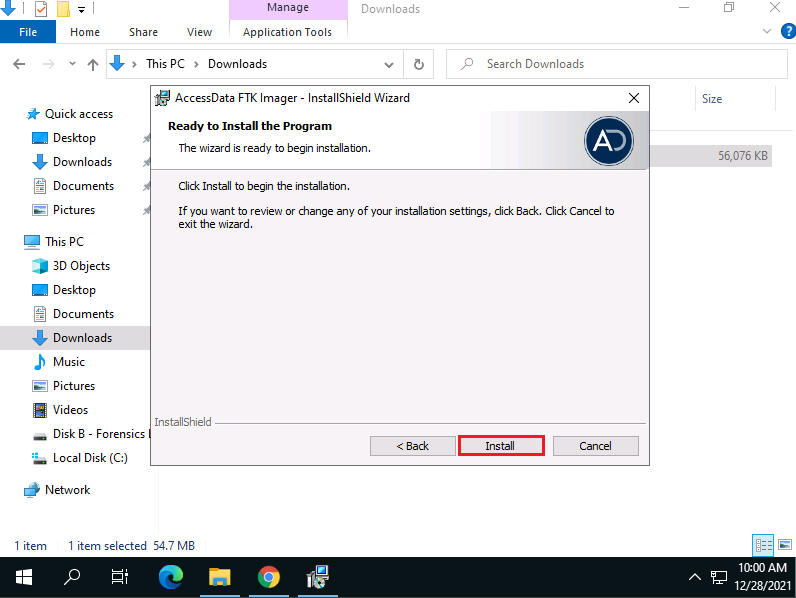 Manage
Downloads
File
Home
Share
View
Application Tools
This PC
Downloads
Search Downloads
AccessData FTK Imager - InstallShield Wizard
Size
Ready to Install the Program
The wizard is ready to begin installation.
AD
56,076 KB
Click Install to begin the installation.
If you want to review or change any of your installation settings, click Back. Click Cancel to
exit the wizard.
Quick access
Desktop
Downloads
Documents
Pictures
This PC
3D Objects
Desktop
Documents
Downloads
Music
Pictures
Videos
Disk B - Forensics
Local Disk (C:)
Network
InstallShield
< Back
Install
Cancel
1 item
1 item selected 54.7 MB
10:00 AM
12/28/2021